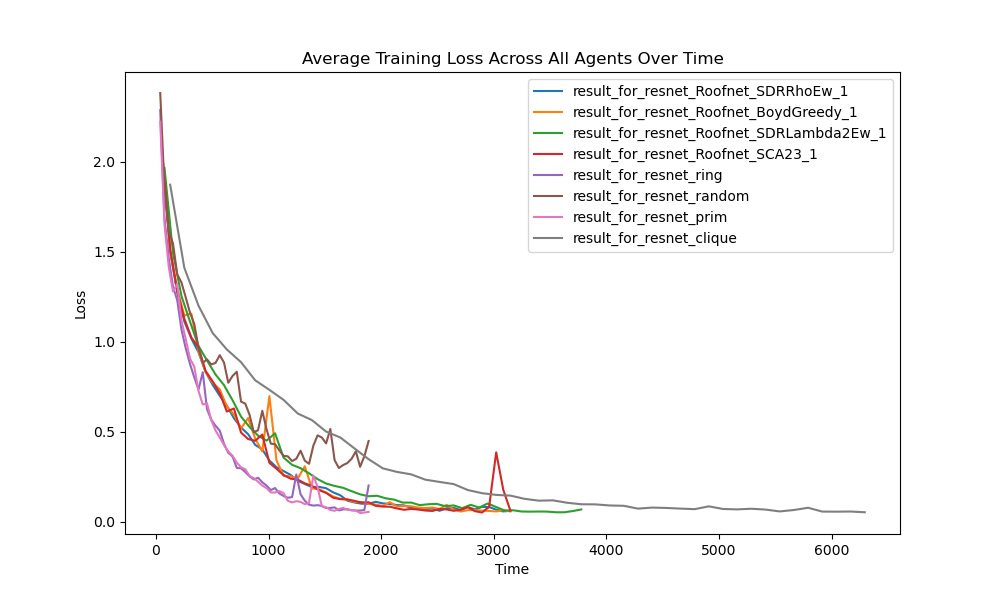 Average Training Loss Across All Agents Over Time
result_for_resnet_Roofnet_SDRRhoEw_1
result_for_resnet_Roofnet_BoydGreedy_1
result_for_resnet_Roofnet_SDRLambda2Ew_1
result_for_resnet_Roofnet_SCA23_1
result_for_resnet_ring
result_for_resnet_random
result_for_resnet_prim
result_for_resnet_clique
Loss
2.0
1.5
1.0
0.5
0.0
0 1000 2000 3000 4000 5000 6000
Time